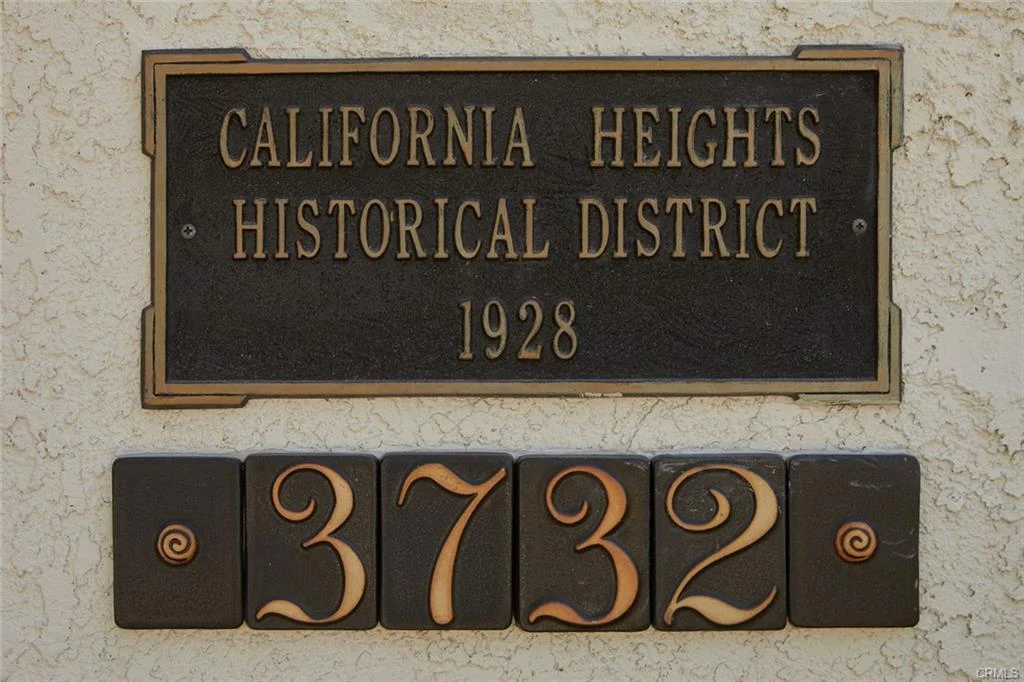 CALIFORNIA HEIGHTS
HISTORICAL DISTRICT
1928
3732
CRMLS